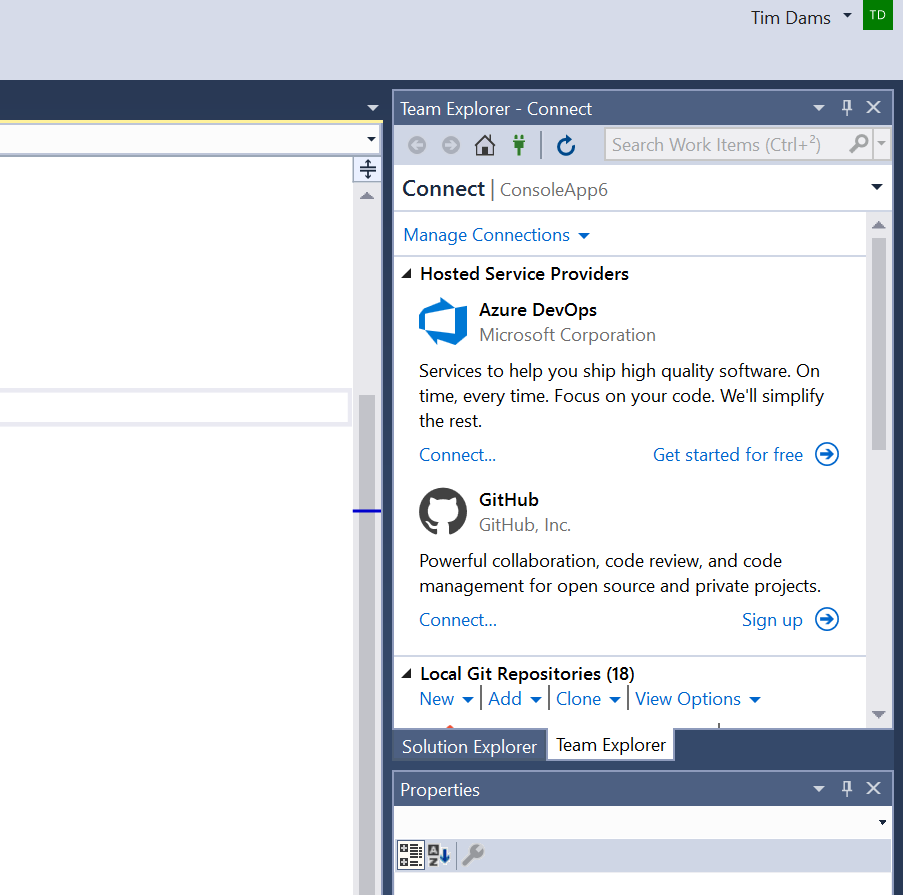 Tim Dams TD
Team Explorer - Connect
Search Work Items (Ctrl+²)
Connect | ConsoleApp6
Manage Connections
Hosted Service Providers
Azure DevOps
Microsoft Corporation
Services to help you ship high quality software. On
time, every time. Focus on your code. We'll simplify
the rest.
Connect... Get started for free
GitHub
GitHub, Inc.
Powerful collaboration, code review, and code
management for open source and private projects.
Connect... Sign up
Local Git Repositories (18)
New | Add | Clone | View Options
Solution Explorer Team Explorer
Properties
AZ